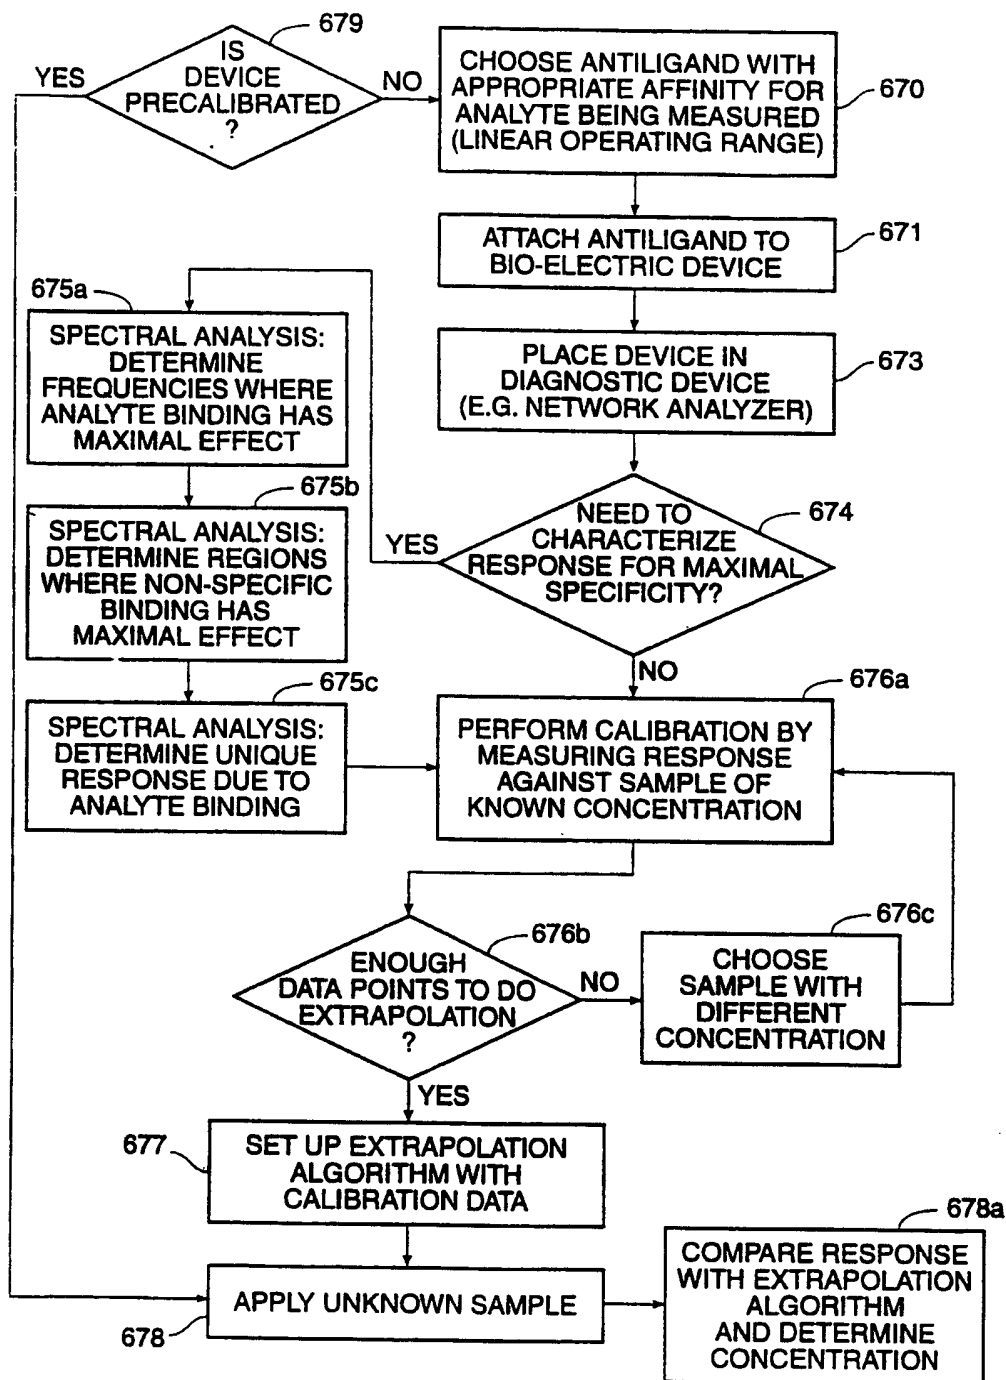 679
IS
DEVICE
PRECALIBRATED
?
YES
NO
CHOOSE ANTILIGAND WITH
APPROPRIATE AFFINITY FOR
ANALYTE BEING MEASURED
(LINEAR OPERATING RANGE)
670
ATTACH ANTILIGAND TO
BIO-ELECTRIC DEVICE
671
PLACE DEVICE IN
DIAGNOSTIC DEVICE
(E.G. NETWORK ANALYZER)
673
NEED TO
CHARACTERIZE
RESPONSE FOR MAXIMAL
SPECIFICITY?
674
YES
NO
675a
SPECTRAL ANALYSIS:
DETERMINE
FREQUENCIES WHERE
ANALYTE BINDING HAS
MAXIMAL EFFECT
675b
SPECTRAL ANALYSIS:
DETERMINE REGIONS
WHERE NON-SPECIFIC
BINDING HAS
MAXIMAL EFFECT
675c
SPECTRAL ANALYSIS:
DETERMINE UNIQUE
RESPONSE DUE TO
ANALYTE BINDING
676a
PERFORM CALIBRATION BY
MEASURING RESPONSE
AGAINST SAMPLE OF
KNOWN CONCENTRATION
676b
ENOUGH
DATA POINTS TO DO
EXTRAPOLATION
?
NO
YES
676c
CHOOSE
SAMPLE WITH
DIFFERENT
CONCENTRATION
677
SET UP EXTRAPOLATION
ALGORITHM WITH
CALIBRATION DATA
APPLY UNKNOWN SAMPLE
678
678a
COMPARE RESPONSE
WITH EXTRAPOLATION
ALGORITHM
AND DETERMINE
CONCENTRATION